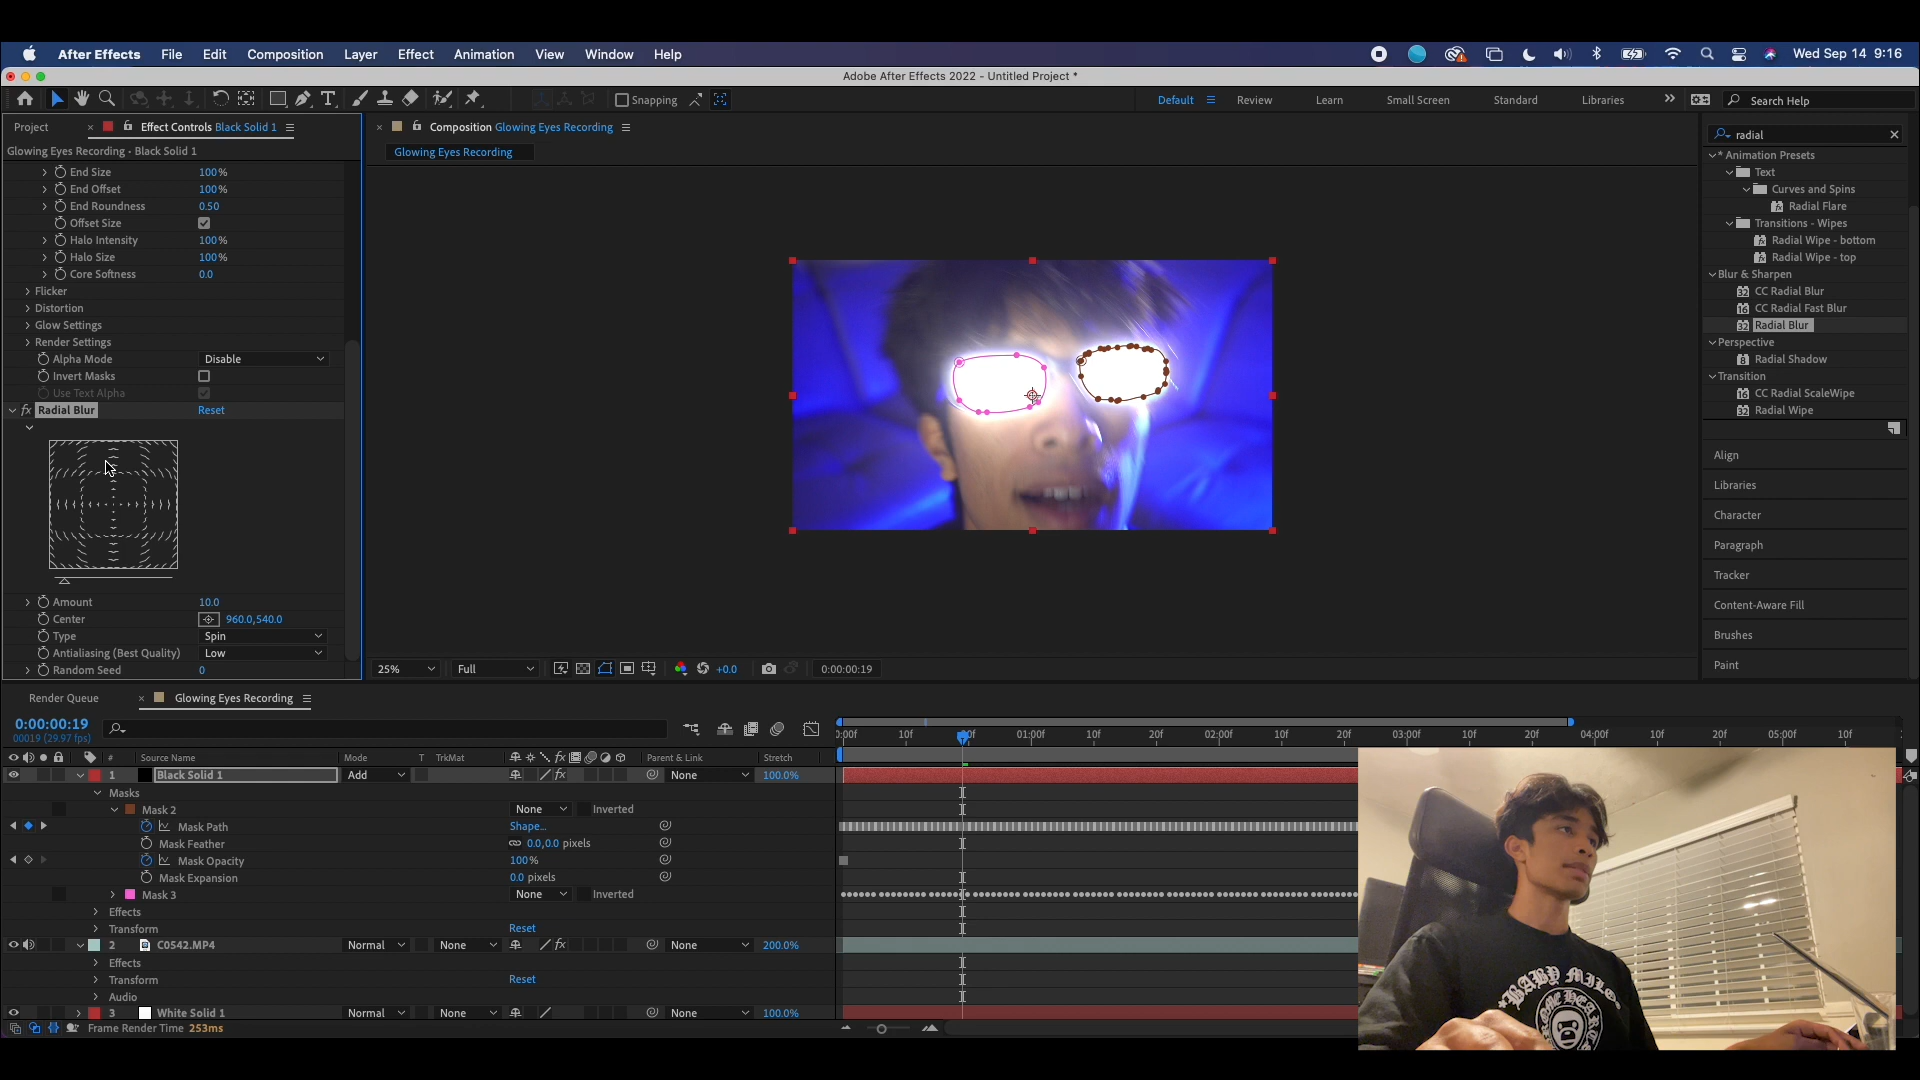 After Effects File Edit Composition Layer Effect Animation View Window Help Wed Sep 14 9:16
Adobe After Effects 2022 - Untitled Project *
Snapping Default Review Learn Small Screen Standard Libraries Search Help
Project Effect Controls Black Solid 1
Glowing Eyes Recording • Black Solid 1
End Size 100%
End Offset 100%
End Roundness 0.50
Offset Size
Halo Intensity 100%
Halo Size 100%
Core Softness 0.0
Flicker
Distortion
Glow Settings
Render Settings
Alpha Mode Disable
Invert Masks
Use Text Alpha
fx Radial Blur Reset
Amount 10.0
Center 960.0,540.0
Type Spin
Antialiasing (Best Quality) Low
Random Seed 0
Composition Glowing Eyes Recording
Glowing Eyes Recording
25% Full +0.0 0:00:00:19
radial
* Animation Presets
Text
Curves and Spins
Radial Flare
Transitions - Wipes
Radial Wipe - bottom
Radial Wipe - top
Blur & Sharpen
32 CC Radial Blur
16 CC Radial Fast Blur
32 Radial Blur
Perspective
8 Radial Shadow
Transition
16 CC Radial ScaleWipe
32 Radial Wipe
Align
Libraries
Character
Paragraph
Tracker
Content-Aware Fill
Brushes
Paint
Render Queue Glowing Eyes Recording
0:00:00:19
00019 (29.97 fps)
0:00f 10f 20f 01:00f 10f 20f 02:00f 10f 20f 03:00f 10f 20f 04:00f 10f 20f 05:00f 10f
# Source Name Mode T TrkMat Parent & Link Stretch
1 Black Solid 1 Add None 100.0%
Masks
Mask 2 None Inverted
Mask Path Shape...
Mask Feather 0.0,0.0 pixels
Mask Opacity 100%
Mask Expansion 0.0 pixels
Mask 3 None Inverted
Effects
Transform Reset
2 C0542.MP4 Normal None None 200.0%
Effects
Transform Reset
Audio
3 White Solid 1 Normal None None 100.0%
Frame Render Time 253ms
BABY MILO